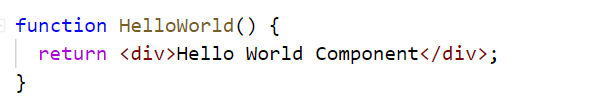 function HelloWorld() {
  return <div>Hello World Component</div>;
}